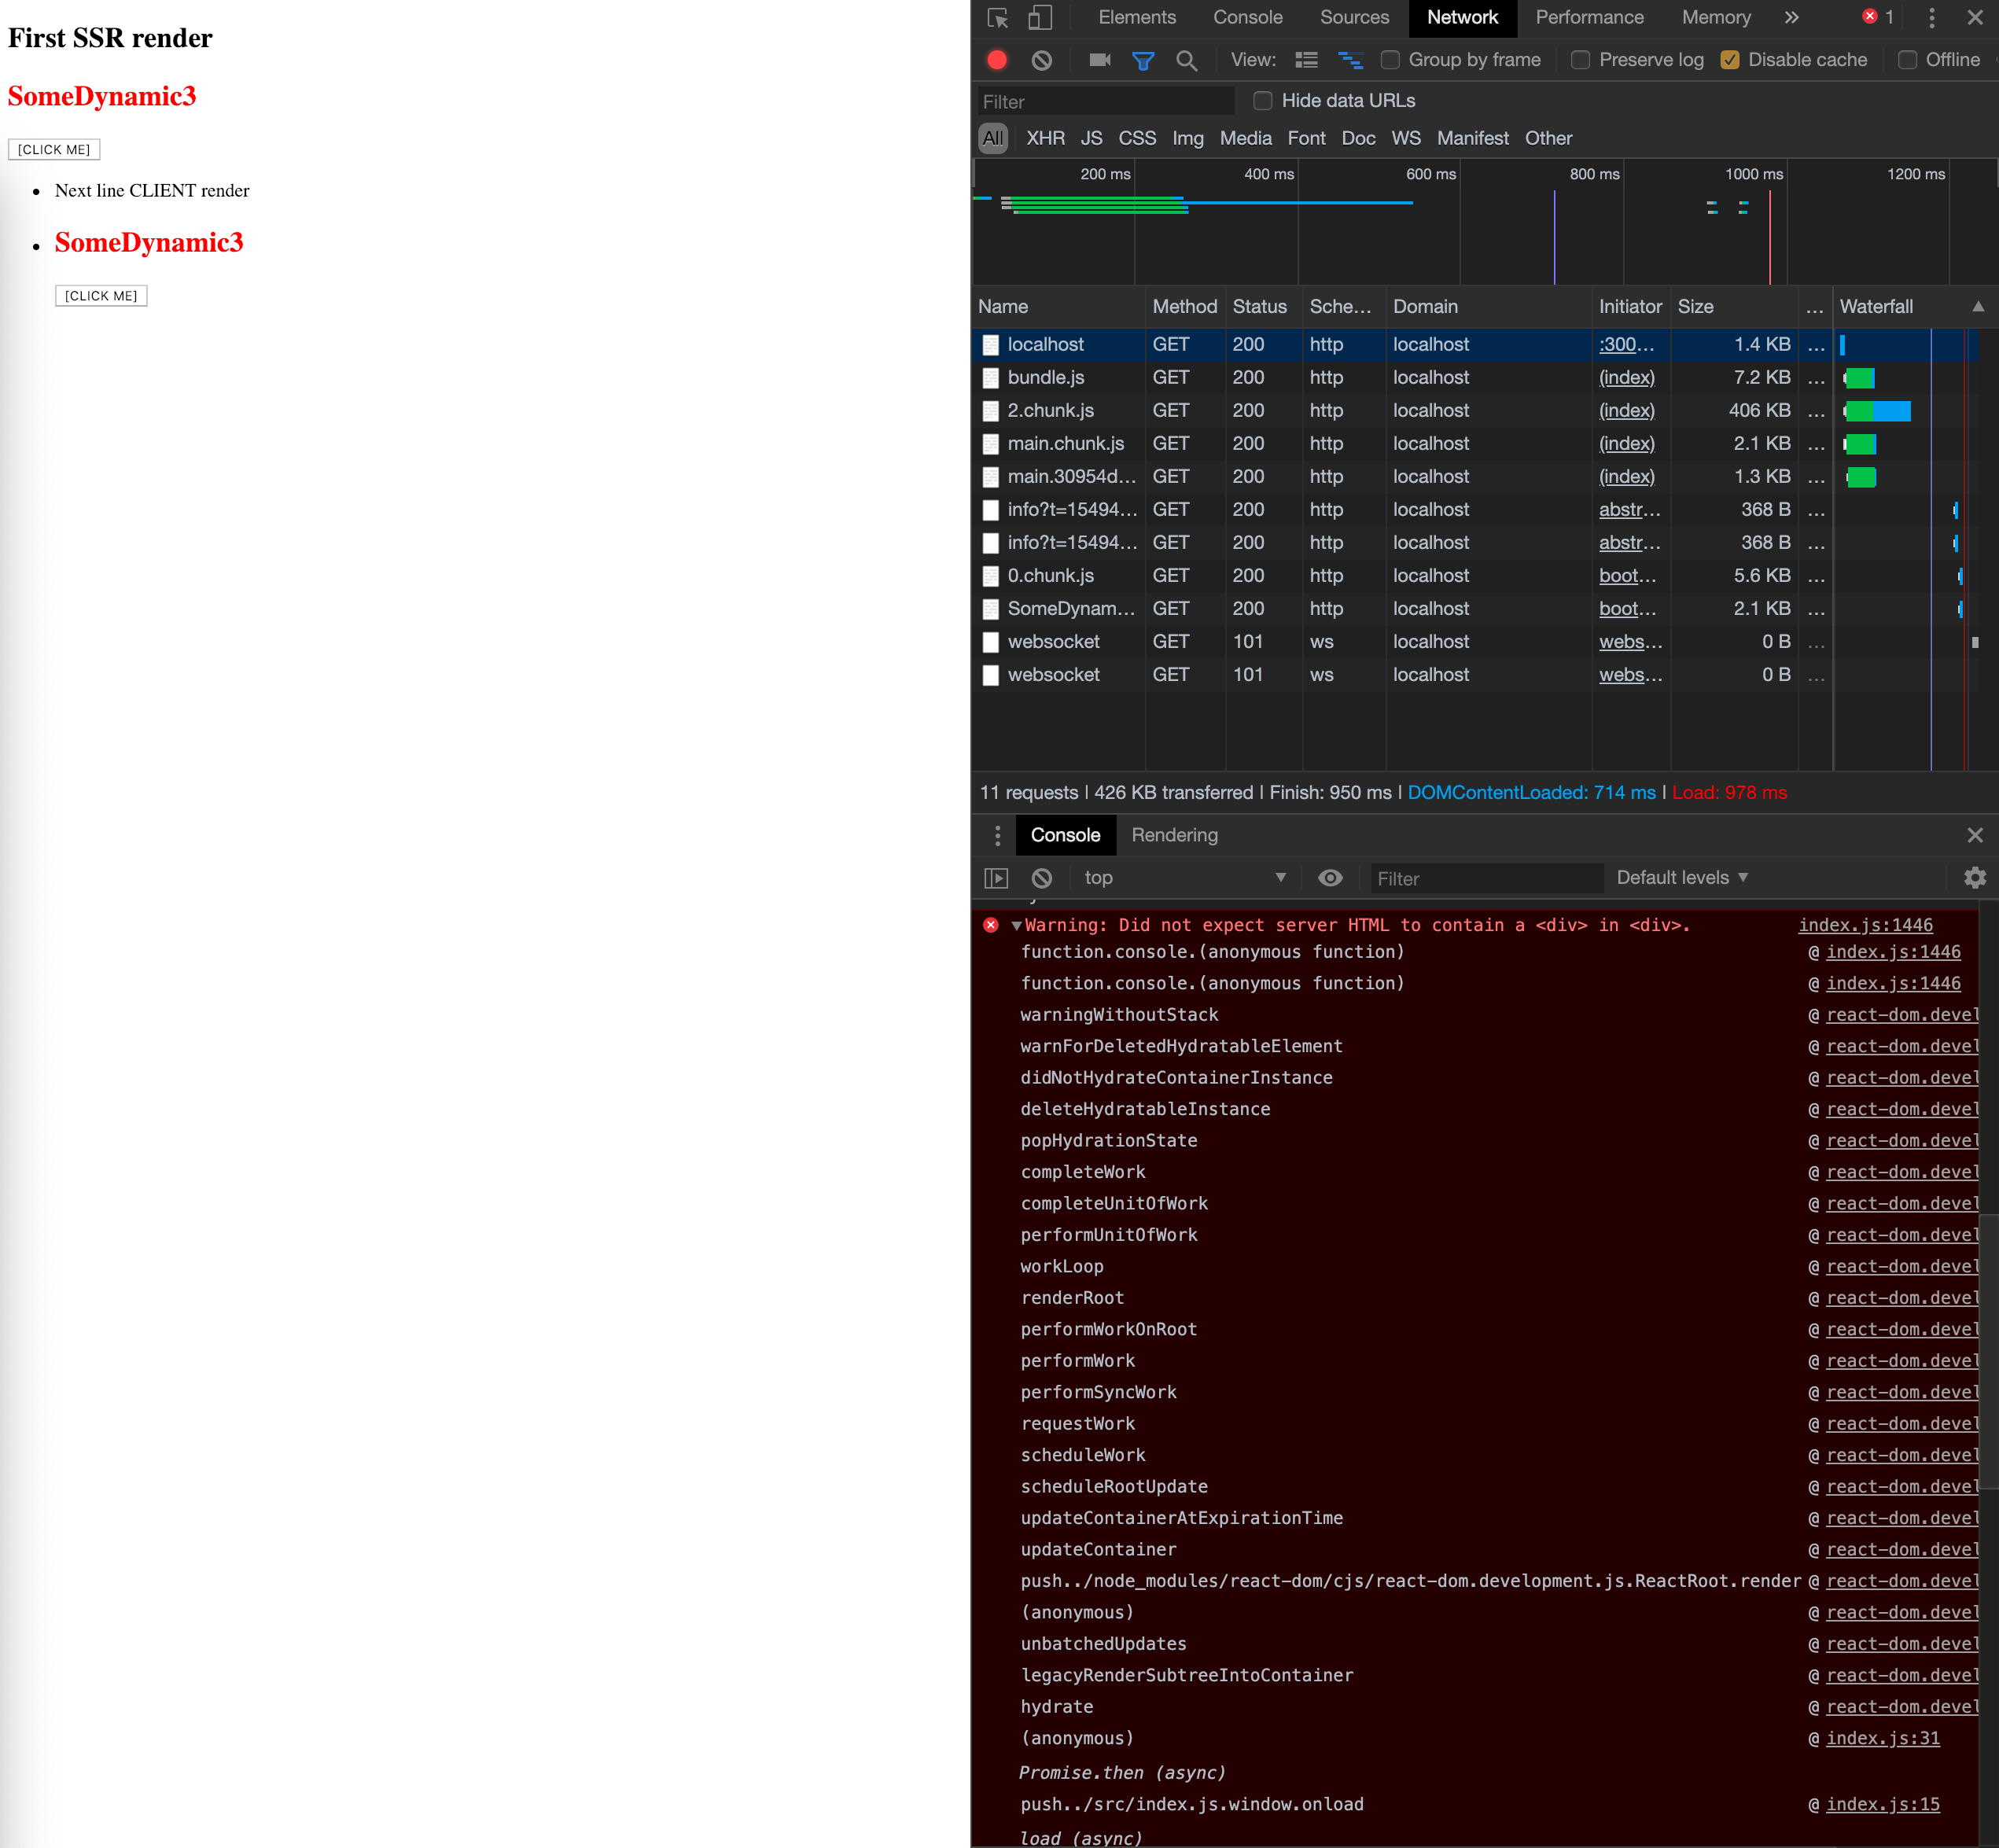 First SSR render
SomeDynamic3
[CLICK ME]
Next line CLIENT render
SomeDynamic3
[CLICK ME]
Elements Console Sources Network Performance Memory » 1
View: Group by frame Preserve log Disable cache Offline
Filter Hide data URLs
All XHR JS CSS Img Media Font Doc WS Manifest Other
200 ms 400 ms 600 ms 800 ms 1000 ms 1200 ms
Name Method Status Sche... Domain Initiator Size ... Waterfall
localhost GET 200 http localhost :300... 1.4 KB ...
bundle.js GET 200 http localhost (index) 7.2 KB ...
2.chunk.js GET 200 http localhost (index) 406 KB ...
main.chunk.js GET 200 http localhost (index) 2.1 KB ...
main.30954d... GET 200 http localhost (index) 1.3 KB ...
info?t=15494... GET 200 http localhost abstr... 368 B ...
info?t=15494... GET 200 http localhost abstr... 368 B ...
0.chunk.js GET 200 http localhost boot... 5.6 KB ...
SomeDynam... GET 200 http localhost boot... 2.1 KB ...
websocket GET 101 ws localhost webs... 0 B ...
websocket GET 101 ws localhost webs... 0 B ...
11 requests | 426 KB transferred | Finish: 950 ms | DOMContentLoaded: 714 ms | Load: 978 ms
Console Rendering
top Filter Default levels
Warning: Did not expect server HTML to contain a <div> in <div>. index.js:1446
function.console.(anonymous function) @ index.js:1446
function.console.(anonymous function) @ index.js:1446
warningWithoutStack @ react-dom.devel
warnForDeletedHydratableElement @ react-dom.devel
didNotHydrateContainerInstance @ react-dom.devel
deleteHydratableInstance @ react-dom.devel
popHydrationState @ react-dom.devel
completeWork @ react-dom.devel
completeUnitOfWork @ react-dom.devel
performUnitOfWork @ react-dom.devel
workLoop @ react-dom.devel
renderRoot @ react-dom.devel
performWorkOnRoot @ react-dom.devel
performWork @ react-dom.devel
performSyncWork @ react-dom.devel
requestWork @ react-dom.devel
scheduleWork @ react-dom.devel
scheduleRootUpdate @ react-dom.devel
updateContainerAtExpirationTime @ react-dom.devel
updateContainer @ react-dom.devel
push../node_modules/react-dom/cjs/react-dom.development.js.ReactRoot.render @ react-dom.devel
(anonymous) @ react-dom.devel
unbatchedUpdates @ react-dom.devel
legacyRenderSubtreeIntoContainer @ react-dom.devel
hydrate @ react-dom.devel
(anonymous) @ index.js:31
Promise.then (async)
push../src/index.js.window.onload @ index.js:15
load (async)